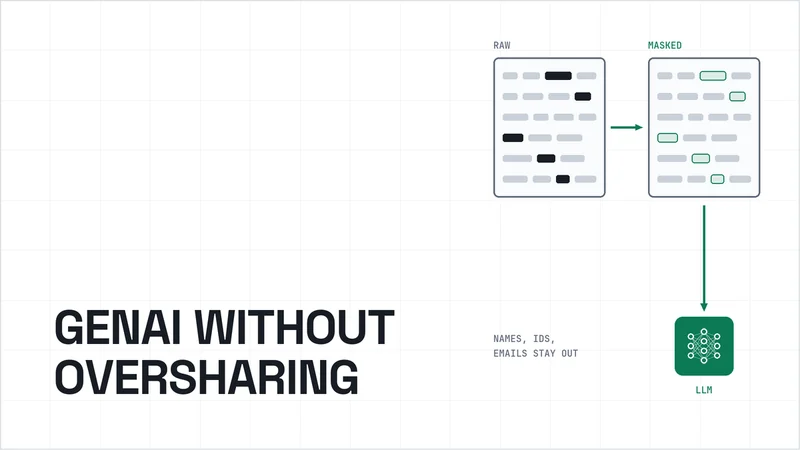 RAW
MASKED
GENAI WITHOUT
OVERSHARING
NAMES, IDS,
EMAILS STAY OUT
LLM